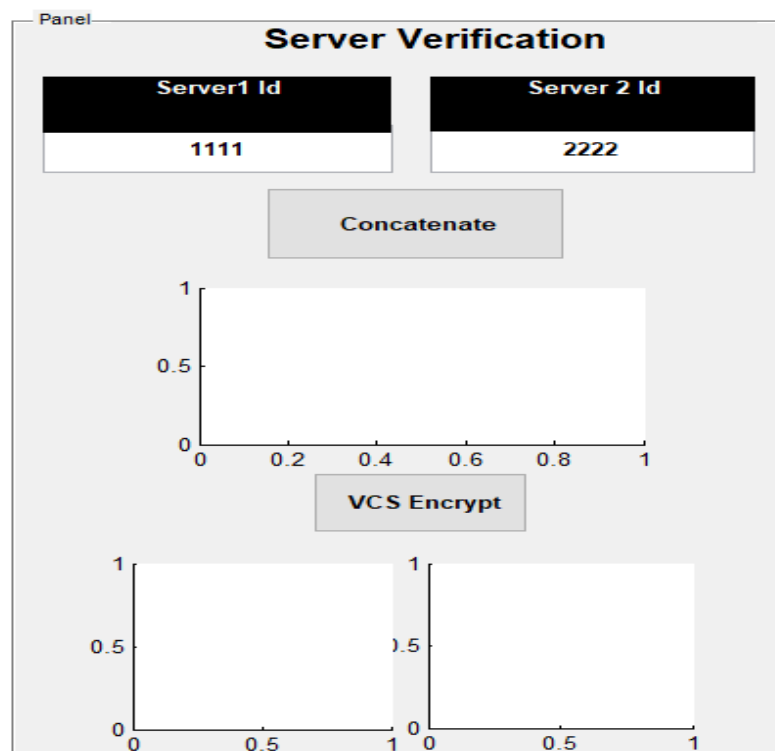 Panel
Server Verification
Server1 Id
Server 2 Id
1111
2222
Concatenate
1
0.5
0
0 0.2 0.4 0.6 0.8 1
VCS Encrypt
1
0.5
0
0 0.5 1
1
0.5
0
0 0.5 1